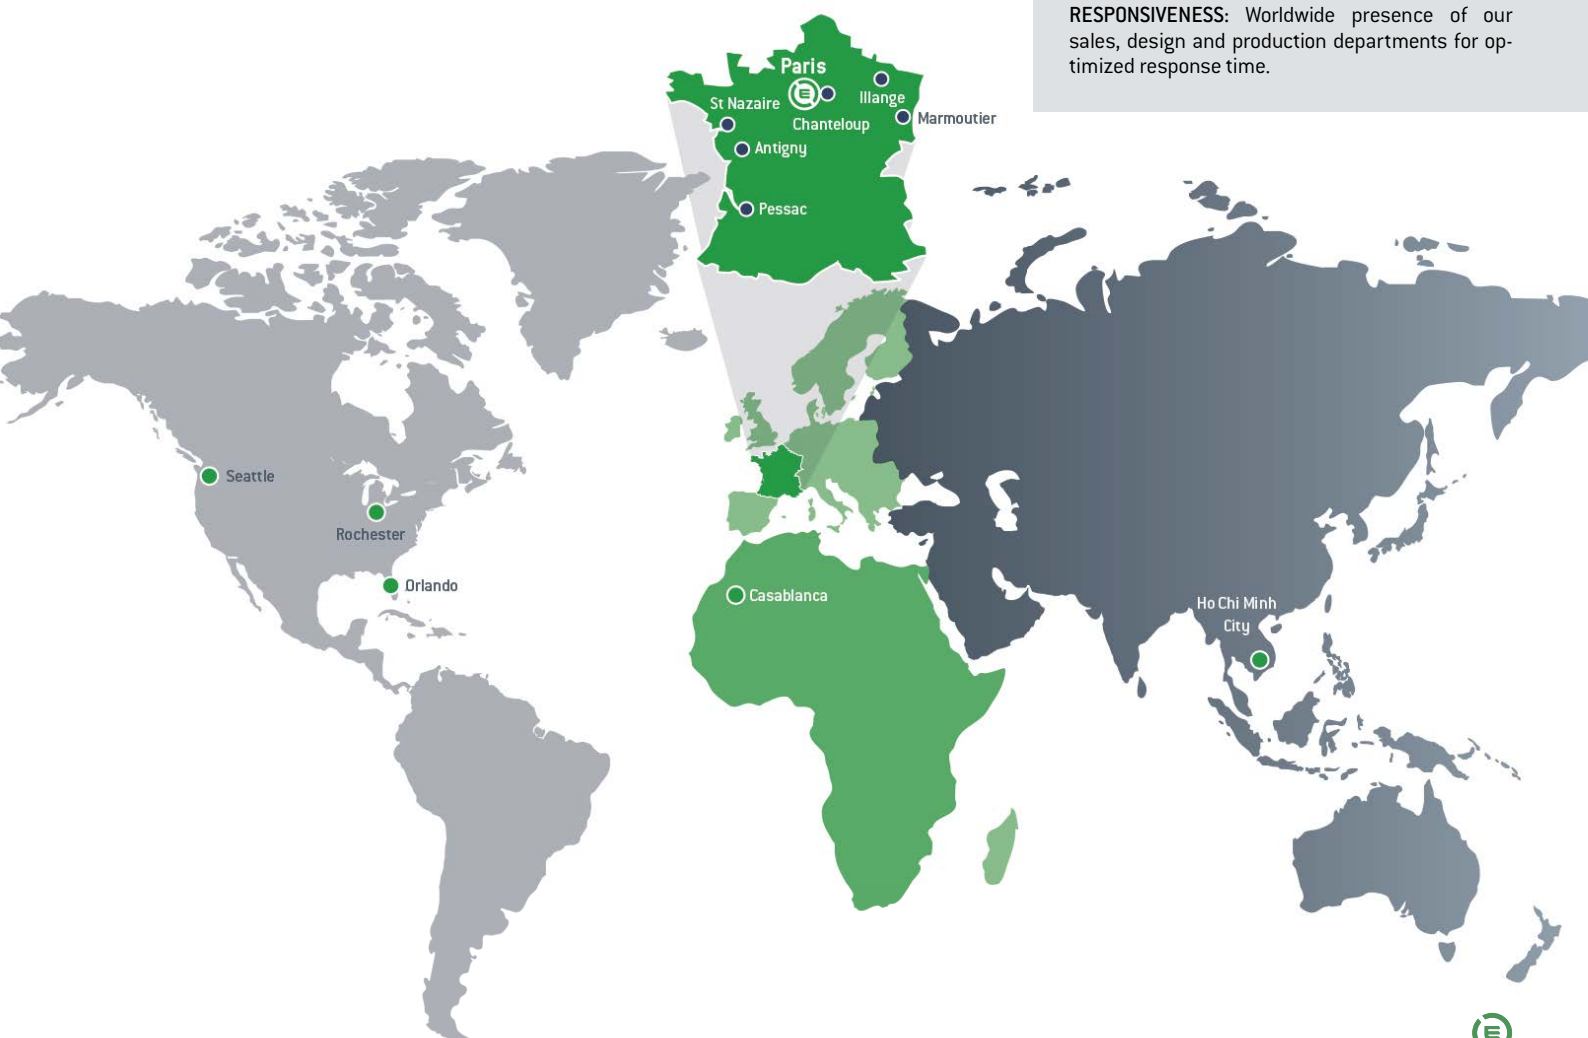 RESPONSIVENESS: Worldwide presence of our
sales, design and production departments for op-
timized response time.
Paris
Illange
St Nazaire
Chanteloup
Marmoutier
Antigny
Pessac
Seattle
Rochester
Orlando
Casablanca
Ho Chi Minh
City